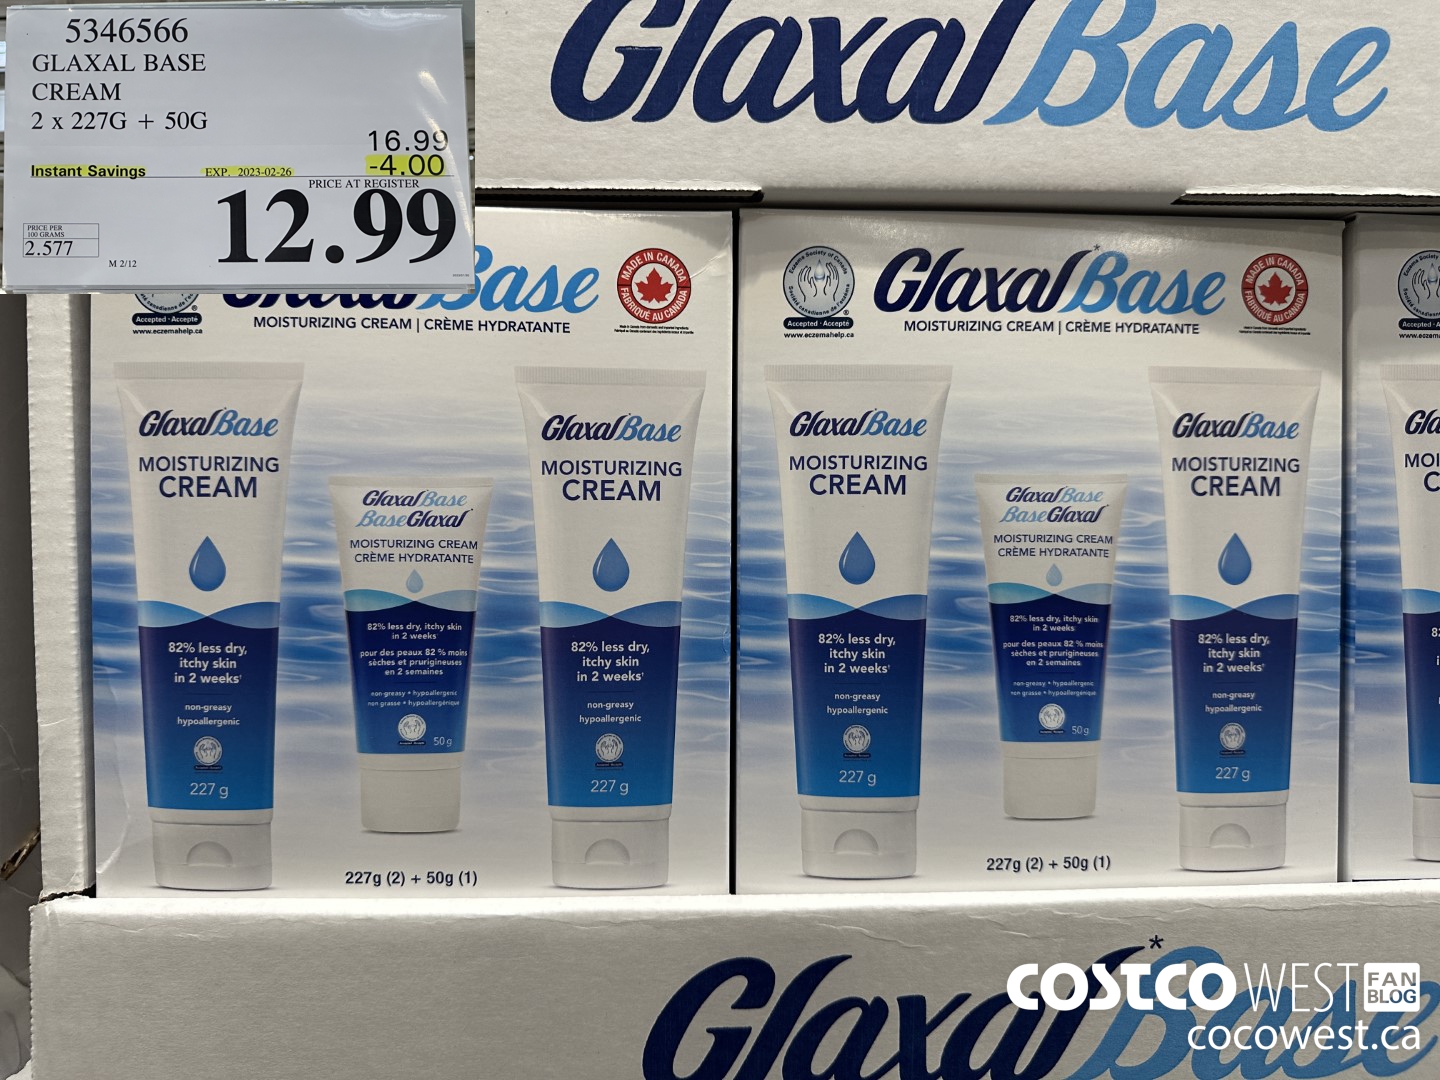 5346566
GLAXAL BASE
CREAM
2 x 227G + 50G
16.99
Instant Savings EXP. 2023-02-26 -4.00
PRICE AT REGISTER
12.99
PRICE PER
100 GRAMS
2.577
M 2/12
GlaxalBase
Base
Accepted · Accepté
www.eczemahelp.ca
MADE IN CANADA
FABRIQUÉ AU CANADA
MOISTURIZING CREAM | CRÈME HYDRATANTE
GlaxalBase
MOISTURIZING
CREAM
82% less dry,
itchy skin
in 2 weeks†
non-greasy
hypoallergenic
227 g
GlaxalBase
BaseGlaxal
MOISTURIZING CREAM
CRÈME HYDRATANTE
82% less dry, itchy skin
in 2 weeks
pour des peaux 82 % moins
sèches et prurigineuses
en 2 semaines
non-greasy • hypoallergenic
non grasse • hypoallergénique
50 g
GlaxalBase
MOISTURIZING
CREAM
82% less dry,
itchy skin
in 2 weeks†
non-greasy
hypoallergenic
227 g
227g (2) + 50g (1)
Eczema Society of Canada
Société canadienne de l'eczéma
Accepted · Accepté
www.eczemahelp.ca
Glaxal*Base
MADE IN CANADA
FABRIQUÉ AU CANADA
MOISTURIZING CREAM | CRÈME HYDRATANTE
GlaxalBase
MOISTURIZING
CREAM
82% less dry,
itchy skin
in 2 weeks†
non-greasy
hypoallergenic
227 g
GlaxalBase
BaseGlaxal
MOISTURIZING CREAM
CRÈME HYDRATANTE
82% less dry, itchy skin
in 2 weeks
pour des peaux 82 % moins
sèches et prurigineuses
en 2 semaines
non-greasy • hypoallergenic
non grasse • hypoallergénique
50 g
GlaxalBase
MOISTURIZING
CREAM
82% less dry,
itchy skin
in 2 weeks†
non-greasy
hypoallergenic
227 g
227g (2) + 50g (1)
www.eczemahelp
Glaxal*Base
COSTCO WEST FAN BLOG
cocowest.ca